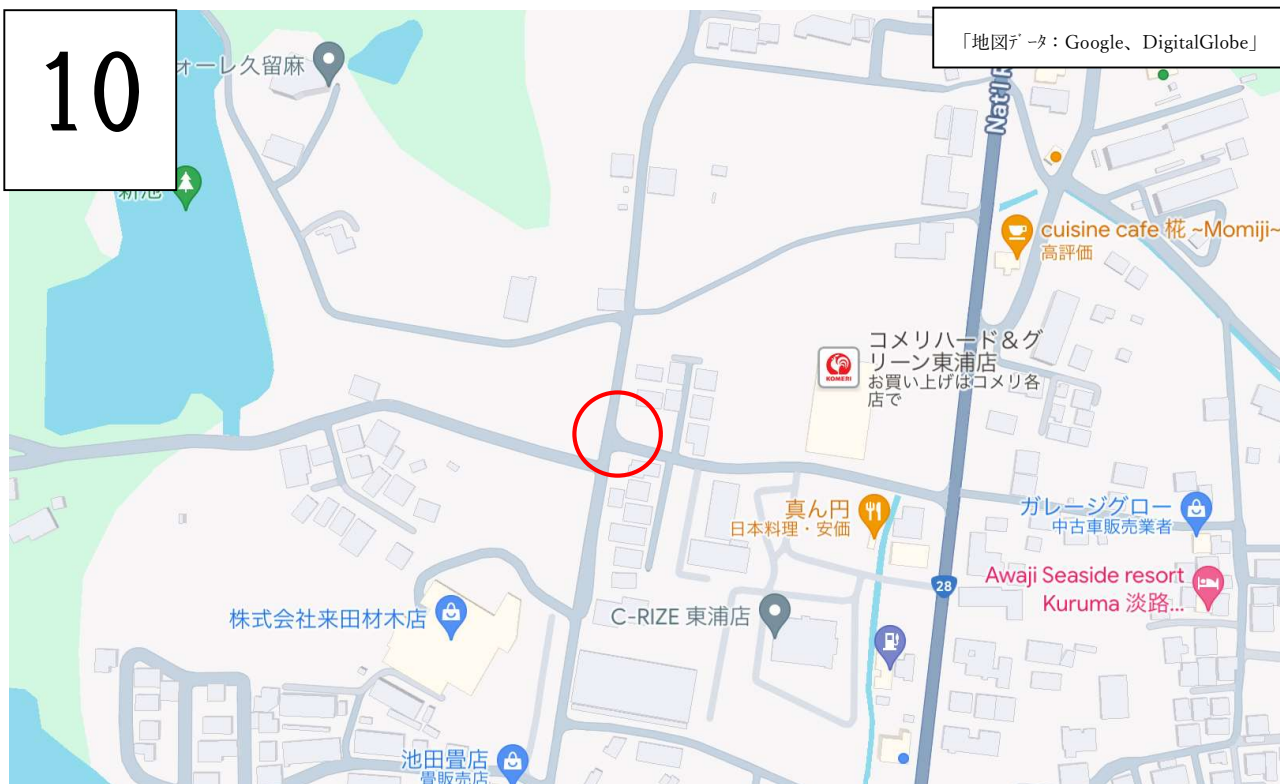 10
「地図ﾃﾞｰﾀ：Google、DigitalGlobe」
ォーレ久留麻
新池
Nat'l R
cuisine cafe 椛 ~Momiji~
高評価
コメリハード＆グ
リーン東浦店
お買い上げはコメリ各
店で
KOMERI
真ん円
日本料理・安価
ガレージグロー
中古車販売業者
28
Awaji Seaside resort
Kuruma 淡路...
C-RIZE 東浦店
株式会社来田材木店
池田畳店
畳販売店